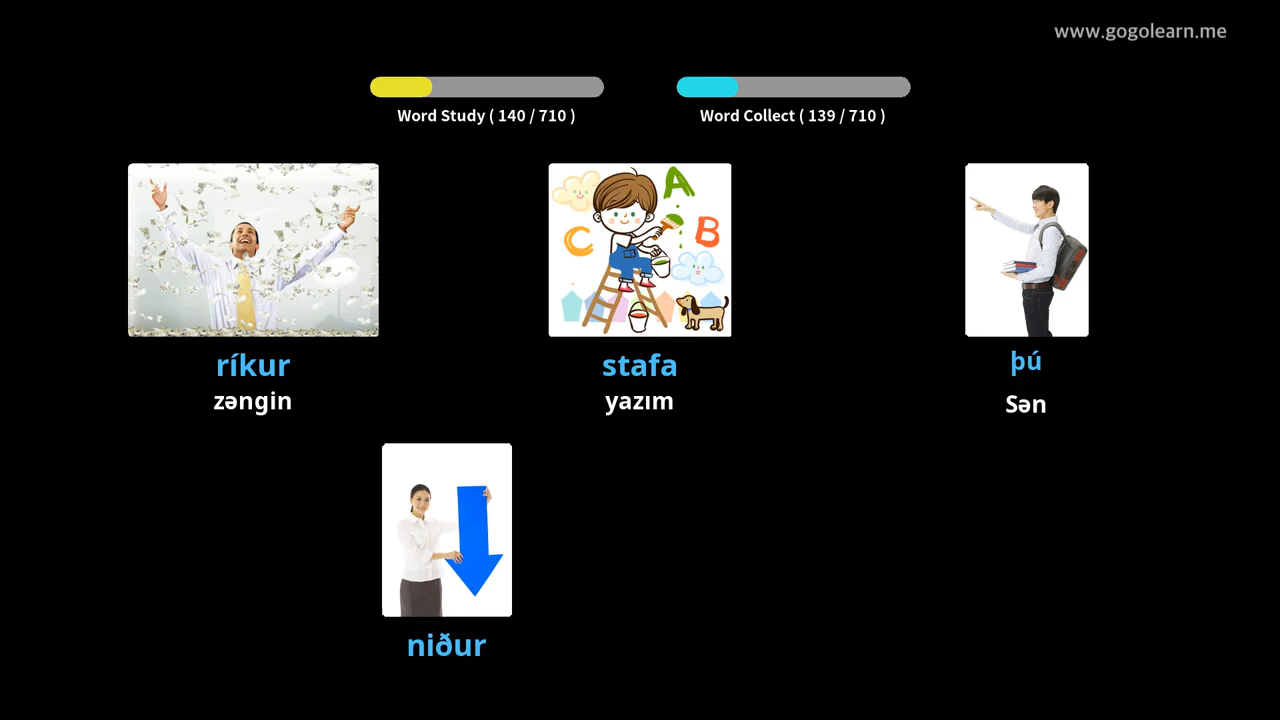 www.gogolearn.me
Word Study ( 140 / 710 )
Word Collect ( 139 / 710 )
A
B
C
ríkur
zəngin
stafa
yazım
þú
Sən
niður